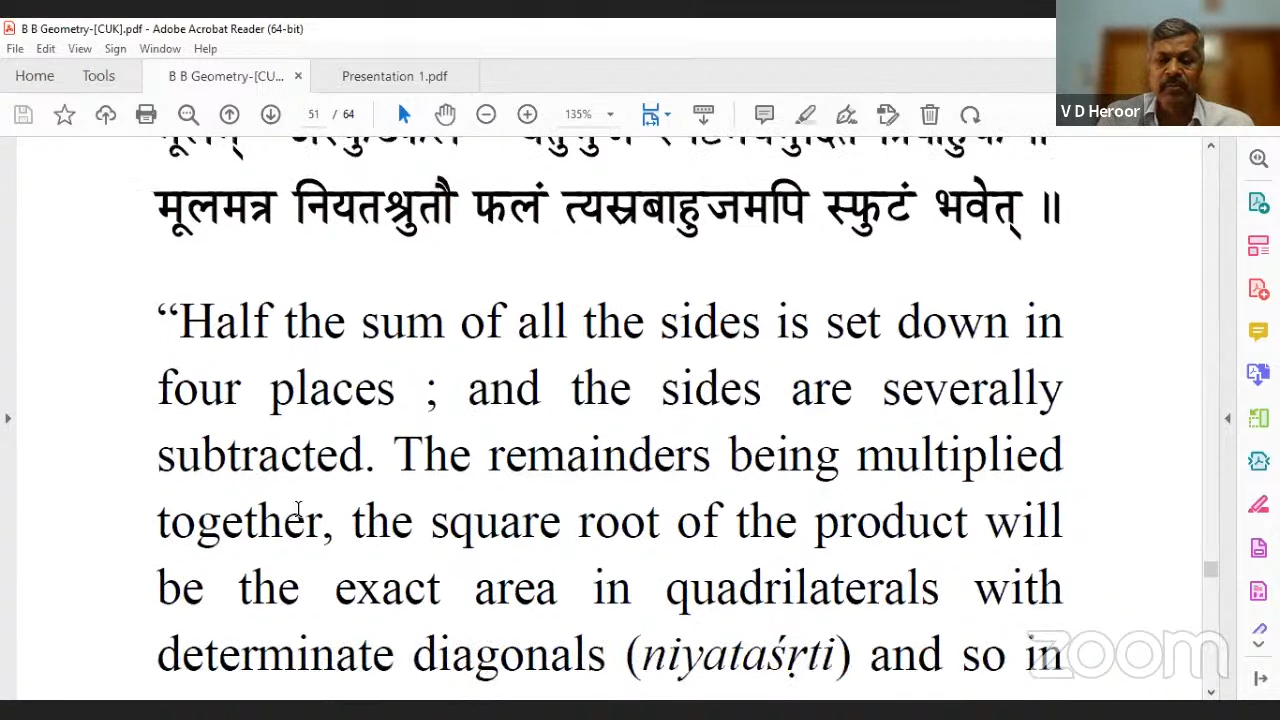 B B Geometry-[CUK].pdf - Adobe Acrobat Reader (64-bit)
File Edit View Sign Window Help
Home Tools B B Geometry-[CU... × Presentation 1.pdf
51 / 64 135%
V D Heroor
मूलमत्र नियतश्रुतौ फलं त्यस्रबाहुजमपि स्फुटं भवेत् ॥
“Half the sum of all the sides is set down in
four places ; and the sides are severally
subtracted. The remainders being multiplied
together, the square root of the product will
be the exact area in quadrilaterals with
determinate diagonals (niyataśṛti) and so in
zoom